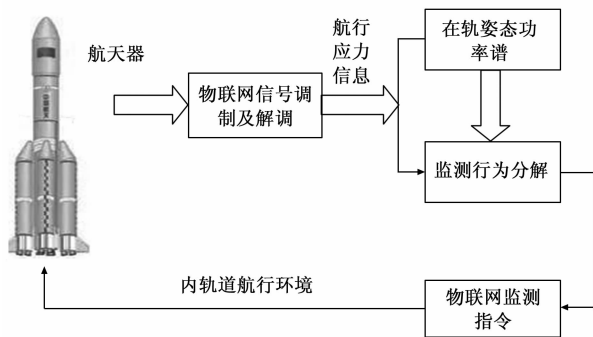 航天器
物联网信号调
制及解调
航行
应力
信息
在轨姿态功
率谱
监测行为分解
物联网监测
指令
内轨道航行环境